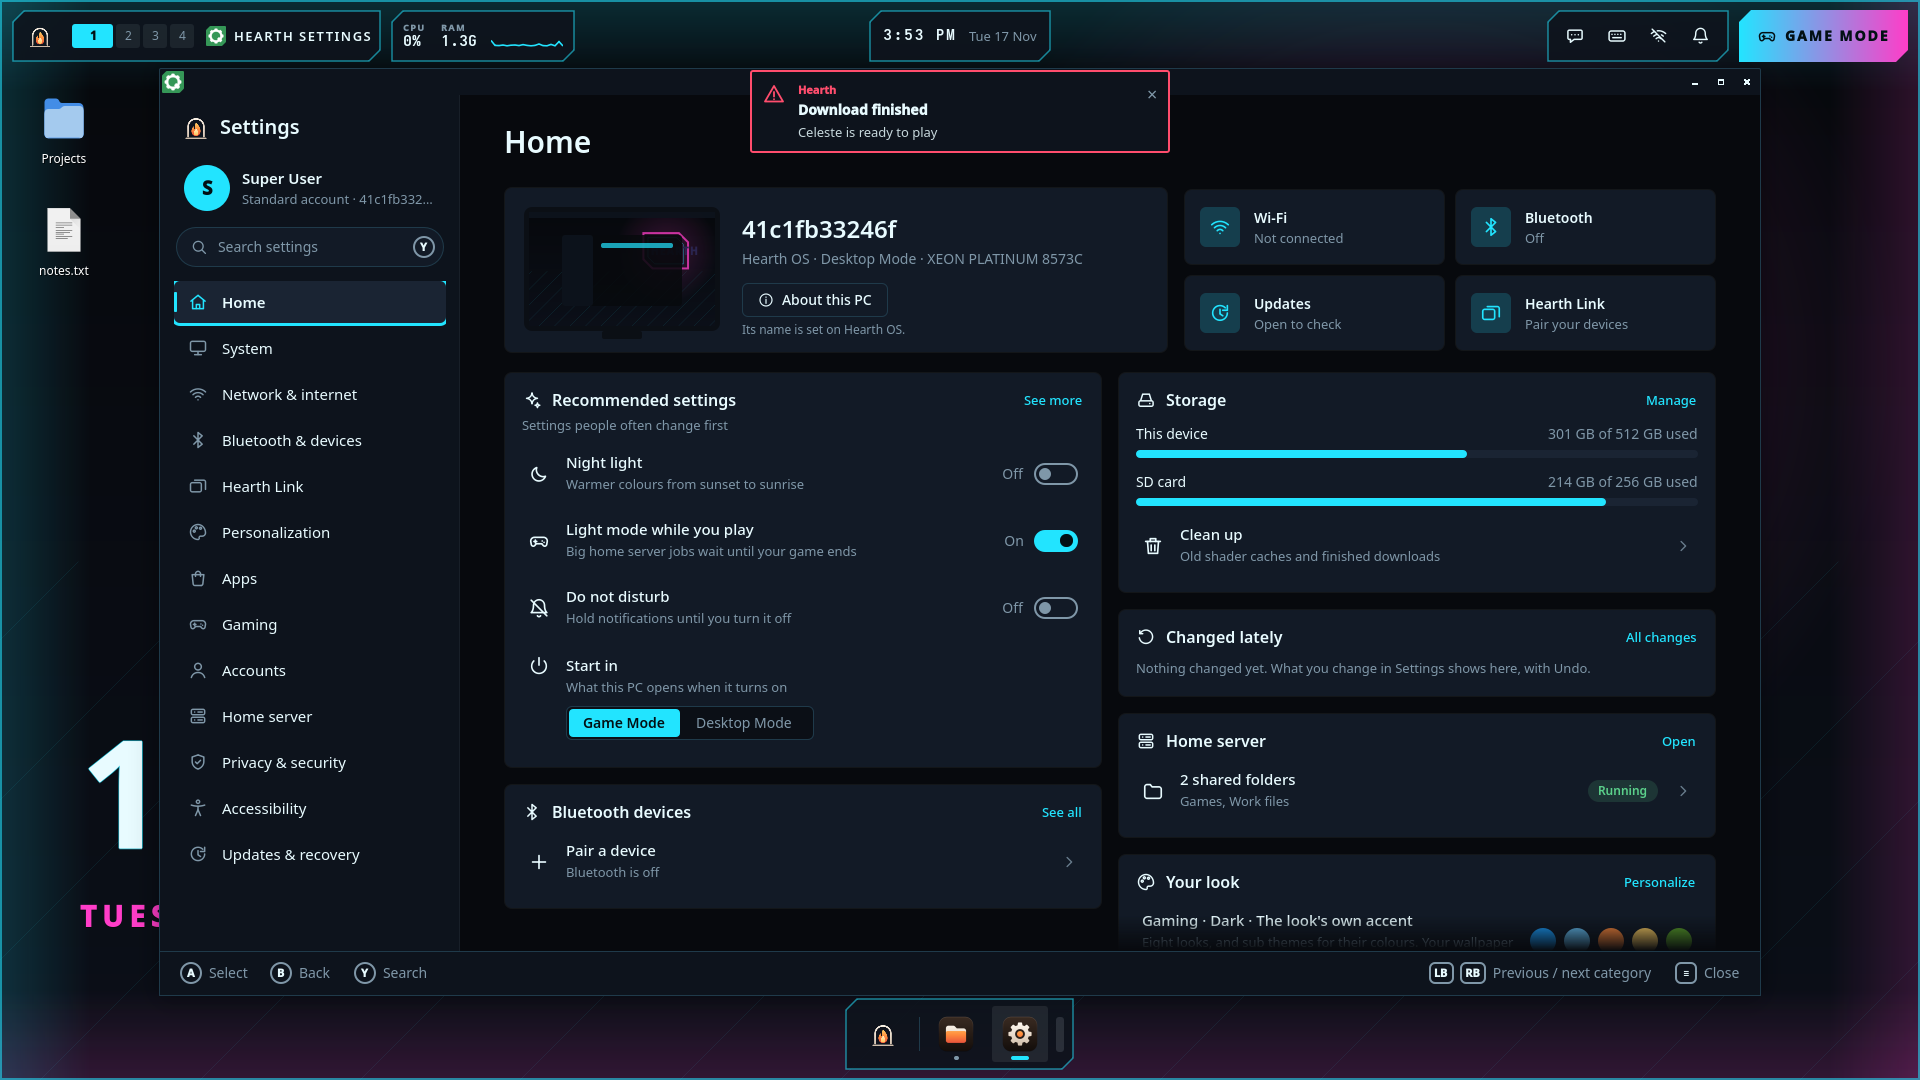 1 2 3 4 HEARTH SETTINGS
CPU 0% RAM 1.3G
3:53 PM Tue 17 Nov
GAME MODE
Projects
notes.txt
1
TUES
Settings
S
Super User
Standard account · 41c1fb332...
Search settings Y
Home
System
Network & internet
Bluetooth & devices
Hearth Link
Personalization
Apps
Gaming
Accounts
Home server
Privacy & security
Accessibility
Updates & recovery
Hearth
Download finished
Celeste is ready to play
Home
41c1fb33246f
Hearth OS · Desktop Mode · XEON PLATINUM 8573C
About this PC
Its name is set on Hearth OS.
Wi-Fi
Not connected
Bluetooth
Off
Updates
Open to check
Hearth Link
Pair your devices
Recommended settings See more
Settings people often change first
Night light
Warmer colours from sunset to sunrise
Off
Light mode while you play
Big home server jobs wait until your game ends
On
Do not disturb
Hold notifications until you turn it off
Off
Start in
What this PC opens when it turns on
Game Mode Desktop Mode
Bluetooth devices See all
Pair a device
Bluetooth is off
Storage Manage
This device 301 GB of 512 GB used
SD card 214 GB of 256 GB used
Clean up
Old shader caches and finished downloads
Changed lately All changes
Nothing changed yet. What you change in Settings shows here, with Undo.
Home server Open
2 shared folders
Games, Work files
Running
Your look Personalize
Gaming · Dark · The look's own accent
Eight looks, and sub themes for their colours. Your wallpaper
A Select B Back Y Search
LB RB Previous / next category Close